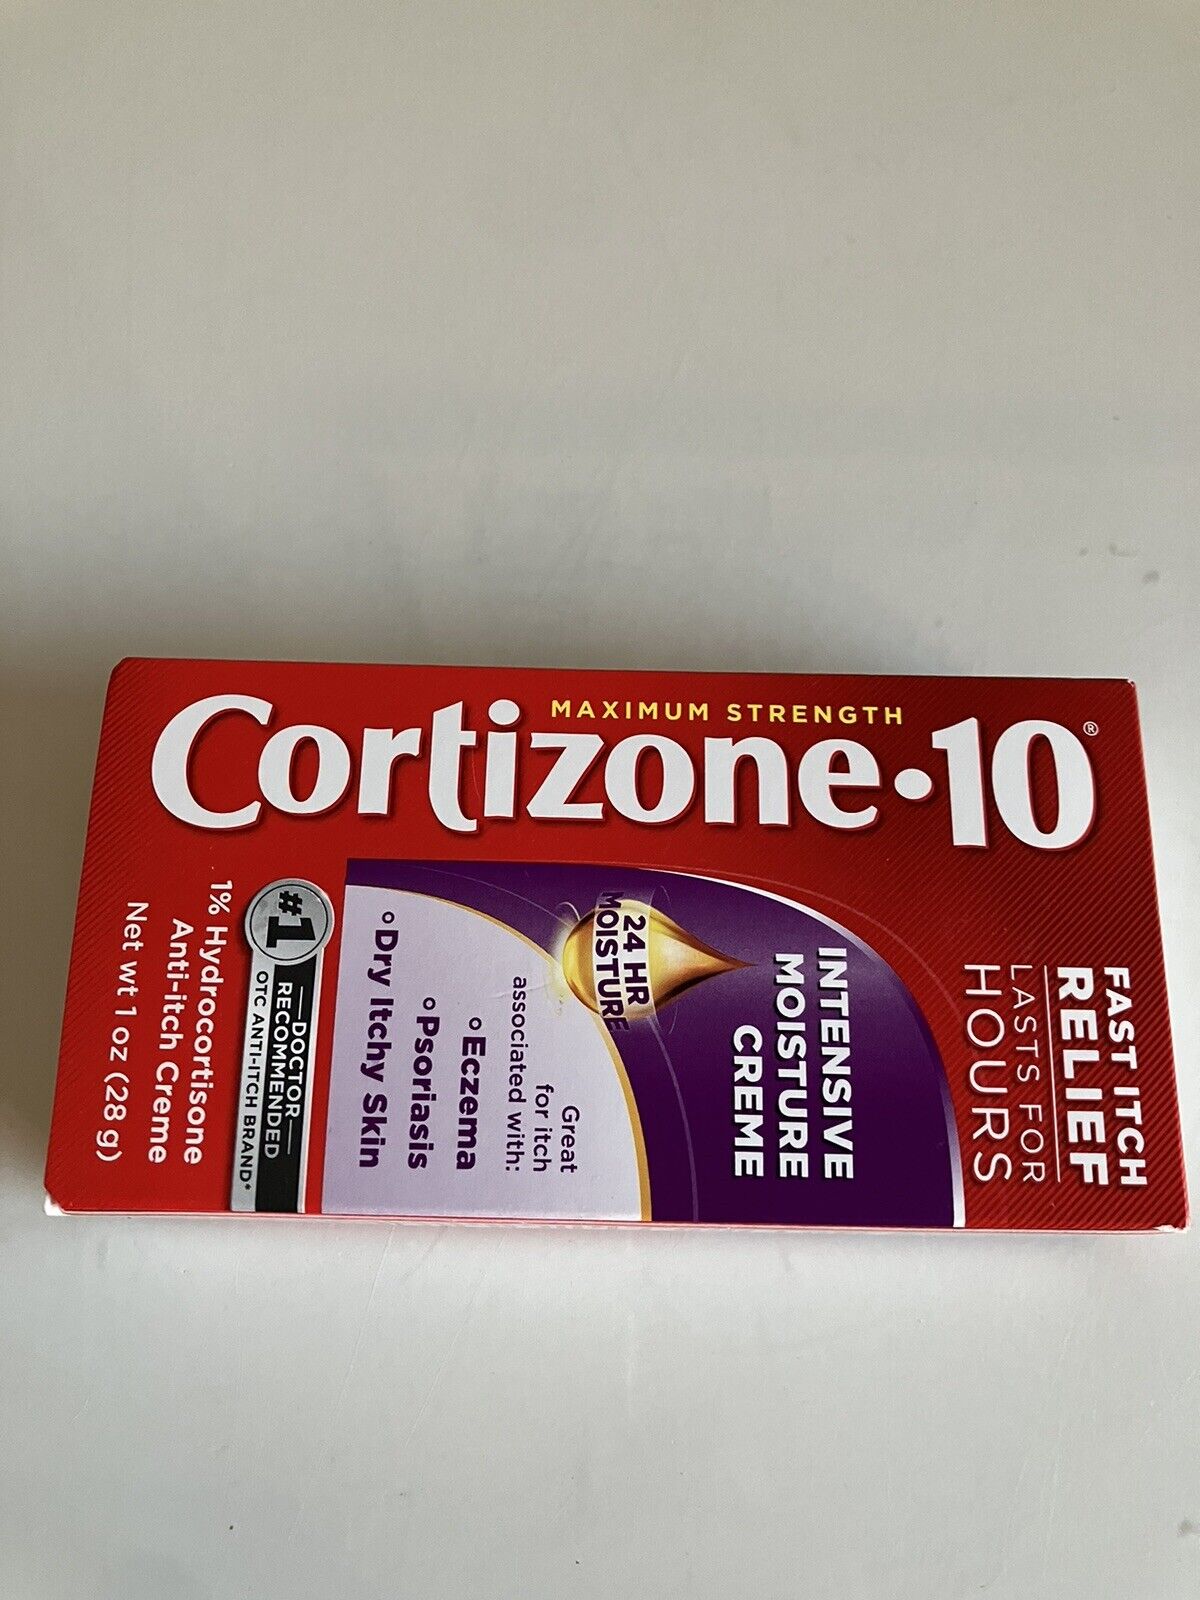 MAXIMUM STRENGTH
Cortizone·10®
FAST ITCH
RELIEF
LASTS FOR
HOURS
INTENSIVE
MOISTURE
CREME
24 HR
MOISTURE
Great
for itch
associated with:
°Eczema
°Psoriasis
°Dry Itchy Skin
#1
DOCTOR
RECOMMENDED
OTC ANTI-ITCH BRAND*
1% Hydrocortisone
Anti-itch Creme
Net wt 1 oz (28 g)